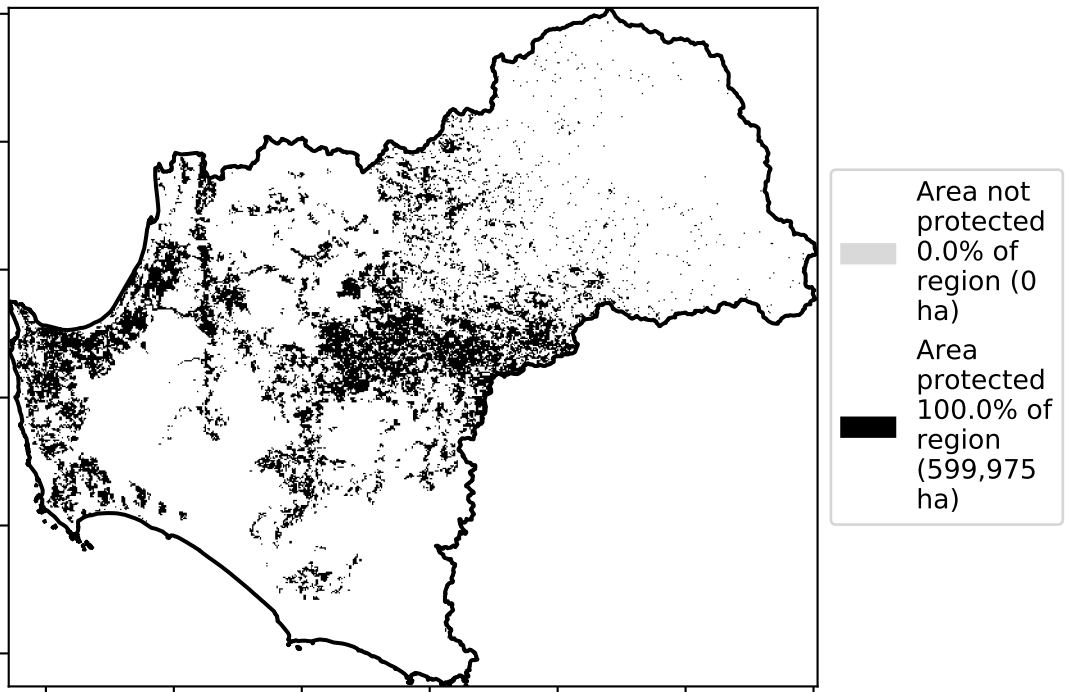 Area not
protected
0.0% of
region (0
ha)
Area
protected
100.0% of
region
(599,975
ha)